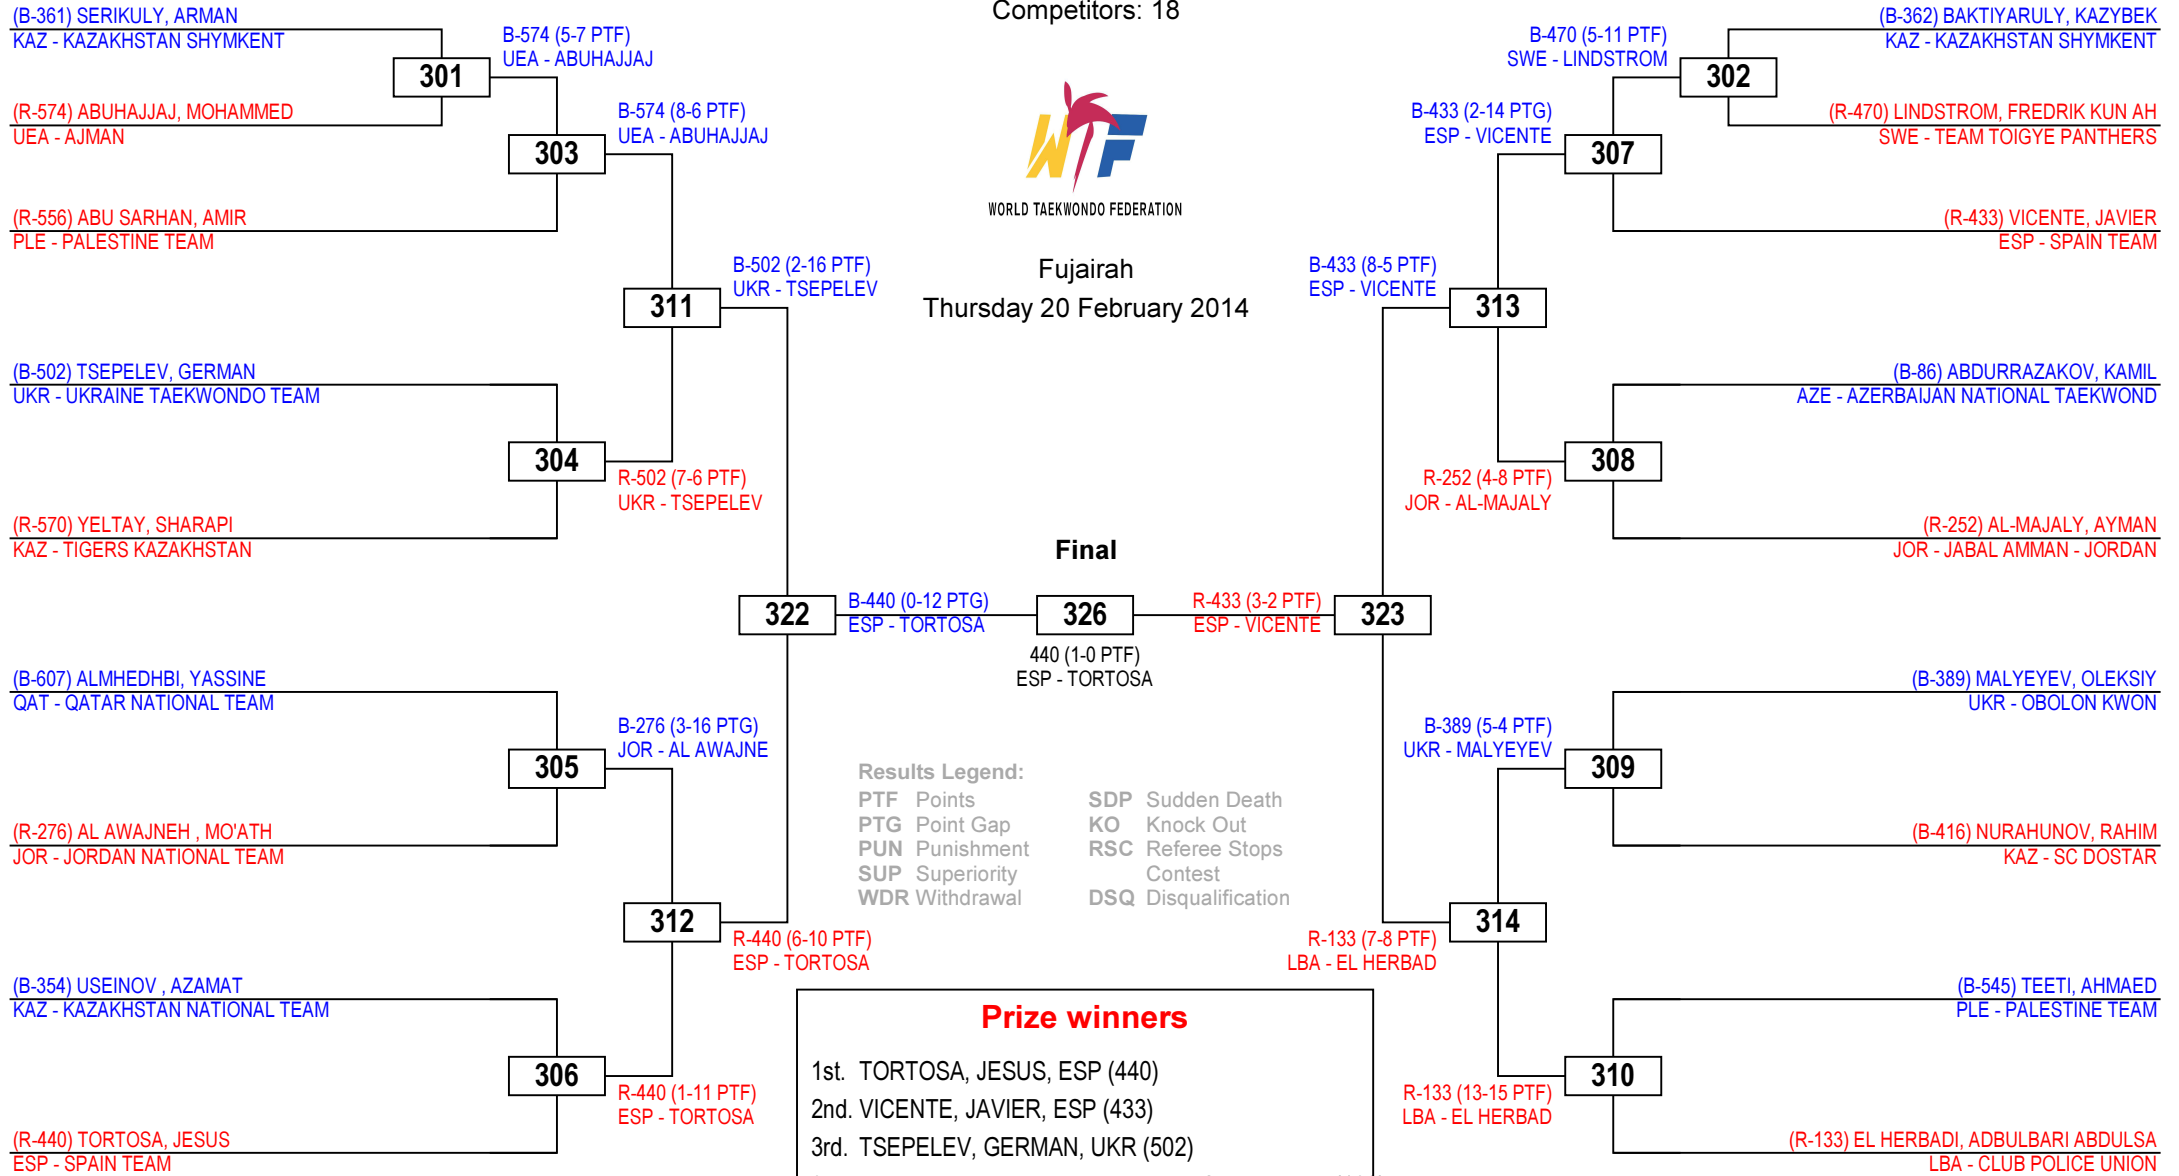 (B-361) SERIKULY, ARMAN
KAZ - KAZAKHSTAN SHYMKENT
301
B-574 (5-7 PTF)
UEA - ABUHAJJAJ
(R-574) ABUHAJJAJ, MOHAMMED
UEA - AJMAN
303
B-574 (8-6 PTF)
UEA - ABUHAJJAJ
(R-556) ABU SARHAN, AMIR
PLE - PALESTINE TEAM
311
B-502 (2-16 PTF)
UKR - TSEPELEV
(B-502) TSEPELEV, GERMAN
UKR - UKRAINE TAEKWONDO TEAM
304
R-502 (7-6 PTF)
UKR - TSEPELEV
(R-570) YELTAY, SHARAPI
KAZ - TIGERS KAZAKHSTAN
322
B-440 (0-12 PTG)
ESP - TORTOSA
(B-607) ALMHEDHBI, YASSINE
QAT - QATAR NATIONAL TEAM
305
B-276 (3-16 PTG)
JOR - AL AWAJNE
(R-276) AL AWAJNEH , MO'ATH
JOR - JORDAN NATIONAL TEAM
312
R-440 (6-10 PTF)
ESP - TORTOSA
(B-354) USEINOV , AZAMAT
KAZ - KAZAKHSTAN NATIONAL TEAM
306
R-440 (1-11 PTF)
ESP - TORTOSA
(R-440) TORTOSA, JESUS
ESP - SPAIN TEAM
Competitors: 18
WTF
WORLD TAEKWONDO FEDERATION
Fujairah
Thursday 20 February 2014
Final
326
440 (1-0 PTF)
ESP - TORTOSA
Results Legend:
PTF Points
PTG Point Gap
PUN Punishment
SUP Superiority
WDR Withdrawal
SDP Sudden Death
KO Knock Out
RSC Referee Stops
Contest
DSQ Disqualification
Prize winners
1st. TORTOSA, JESUS, ESP (440)
2nd. VICENTE, JAVIER, ESP (433)
3rd. TSEPELEV, GERMAN, UKR (502)
(B-362) BAKTIYARULY, KAZYBEK
KAZ - KAZAKHSTAN SHYMKENT
302
B-470 (5-11 PTF)
SWE - LINDSTROM
(R-470) LINDSTROM, FREDRIK KUN AH
SWE - TEAM TOIGYE PANTHERS
307
B-433 (2-14 PTG)
ESP - VICENTE
(R-433) VICENTE, JAVIER
ESP - SPAIN TEAM
313
B-433 (8-5 PTF)
ESP - VICENTE
(B-86) ABDURRAZAKOV, KAMIL
AZE - AZERBAIJAN NATIONAL TAEKWOND
308
R-252 (4-8 PTF)
JOR - AL-MAJALY
(R-252) AL-MAJALY, AYMAN
JOR - JABAL AMMAN - JORDAN
323
R-433 (3-2 PTF)
ESP - VICENTE
(B-389) MALYEYEV, OLEKSIY
UKR - OBOLON KWON
309
B-389 (5-4 PTF)
UKR - MALYEYEV
(B-416) NURAHUNOV, RAHIM
KAZ - SC DOSTAR
314
R-133 (7-8 PTF)
LBA - EL HERBAD
(B-545) TEETI, AHMAED
PLE - PALESTINE TEAM
310
R-133 (13-15 PTF)
LBA - EL HERBAD
(R-133) EL HERBADI, ADBULBARI ABDULSA
LBA - CLUB POLICE UNION